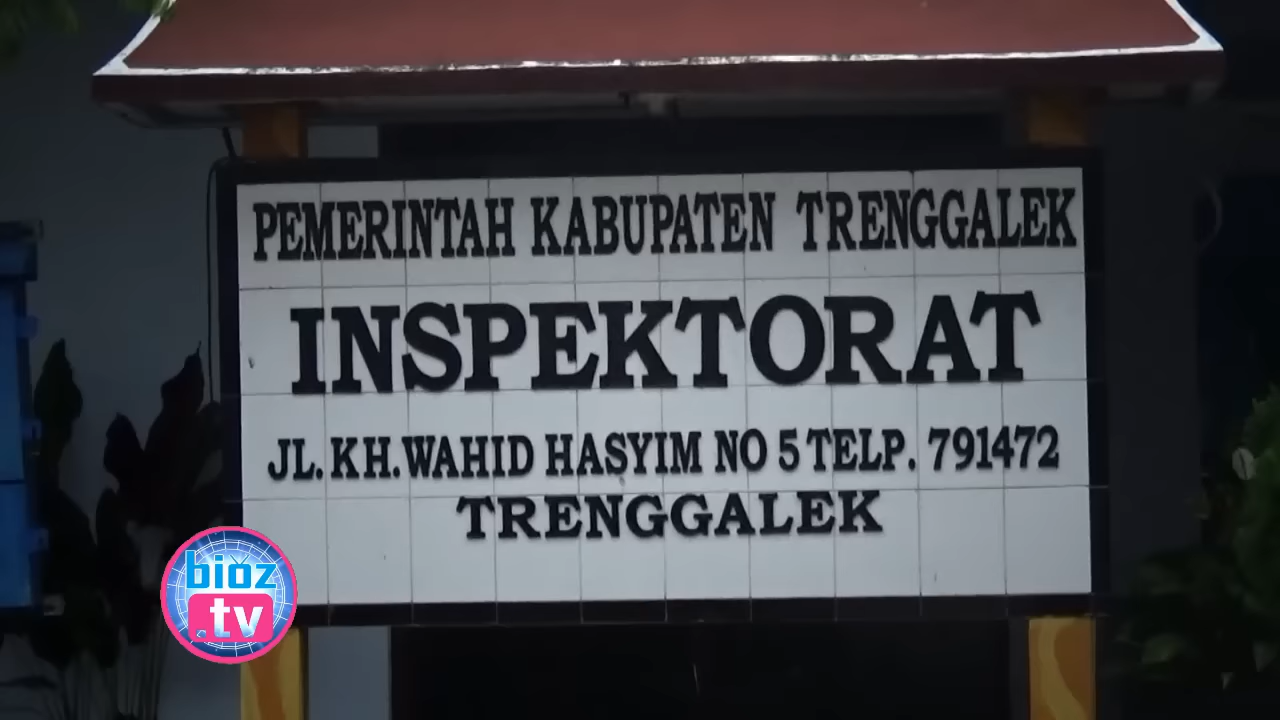 PEMERINTAH KABUPATEN TRENGGALEK
INSPEKTORAT
JL. KH. WAHID HASYIM NO 5 TELP. 791472
TRENGGALEK
bioz
.tv